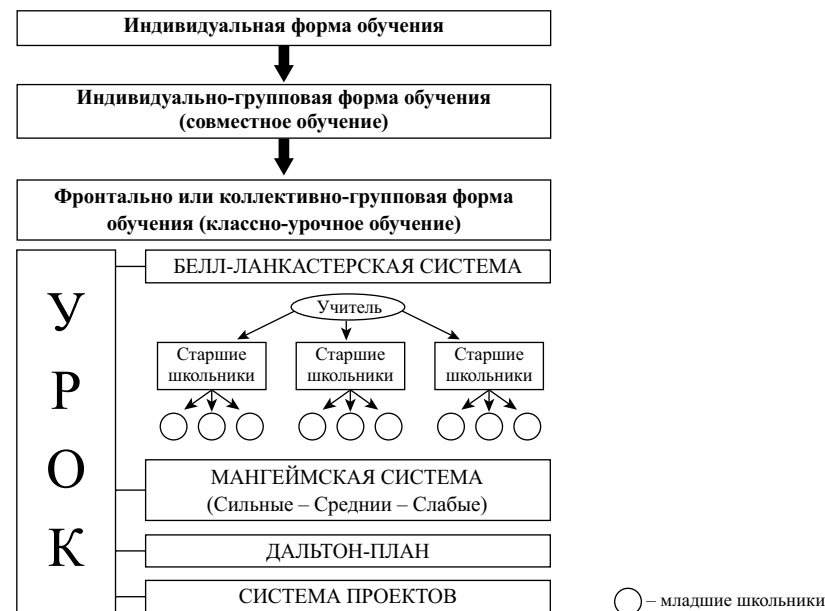 Индивидуальная форма обучения
Индивидуально-групповая форма обучения
(совместное обучение)
Фронтально или коллективно-групповая форма
обучения (классно-урочное обучение)
УРОК
БЕЛЛ-ЛАНКАСТЕРСКАЯ СИСТЕМА
Учитель
Старшие
школьники
Старшие
школьники
Старшие
школьники
МАНГЕЙМСКАЯ СИСТЕМА
(Сильные – Среднии – Слабые)
ДАЛЬТОН-ПЛАН
СИСТЕМА ПРОЕКТОВ
– младшие школьники